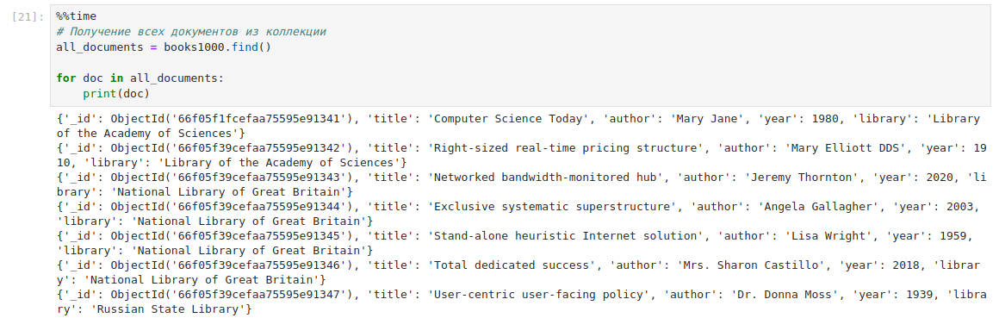 [21]: %%time
# Получение всех документов из коллекции
all_documents = books1000.find()
for doc in all_documents:
    print(doc)
{'_id': ObjectId('66f05f1fcefaa75595e91341'), 'title': 'Computer Science Today', 'author': 'Mary Jane', 'year': 1980, 'library': 'Library
of the Academy of Sciences'}
{'_id': ObjectId('66f05f39cefaa75595e91342'), 'title': 'Right-sized real-time pricing structure', 'author': 'Mary Elliott DDS', 'year': 19
10, 'library': 'Library of the Academy of Sciences'}
{'_id': ObjectId('66f05f39cefaa75595e91343'), 'title': 'Networked bandwidth-monitored hub', 'author': 'Jeremy Thornton', 'year': 2020, 'li
brary': 'National Library of Great Britain'}
{'_id': ObjectId('66f05f39cefaa75595e91344'), 'title': 'Exclusive systematic superstructure', 'author': 'Angela Gallagher', 'year': 2003,
'library': 'National Library of Great Britain'}
{'_id': ObjectId('66f05f39cefaa75595e91345'), 'title': 'Stand-alone heuristic Internet solution', 'author': 'Lisa Wright', 'year': 1959,
'library': 'National Library of Great Britain'}
{'_id': ObjectId('66f05f39cefaa75595e91346'), 'title': 'Total dedicated success', 'author': 'Mrs. Sharon Castillo', 'year': 2018, 'librar
y': 'National Library of Great Britain'}
{'_id': ObjectId('66f05f39cefaa75595e91347'), 'title': 'User-centric user-facing policy', 'author': 'Dr. Donna Moss', 'year': 1939, 'libra
ry': 'Russian State Library'}